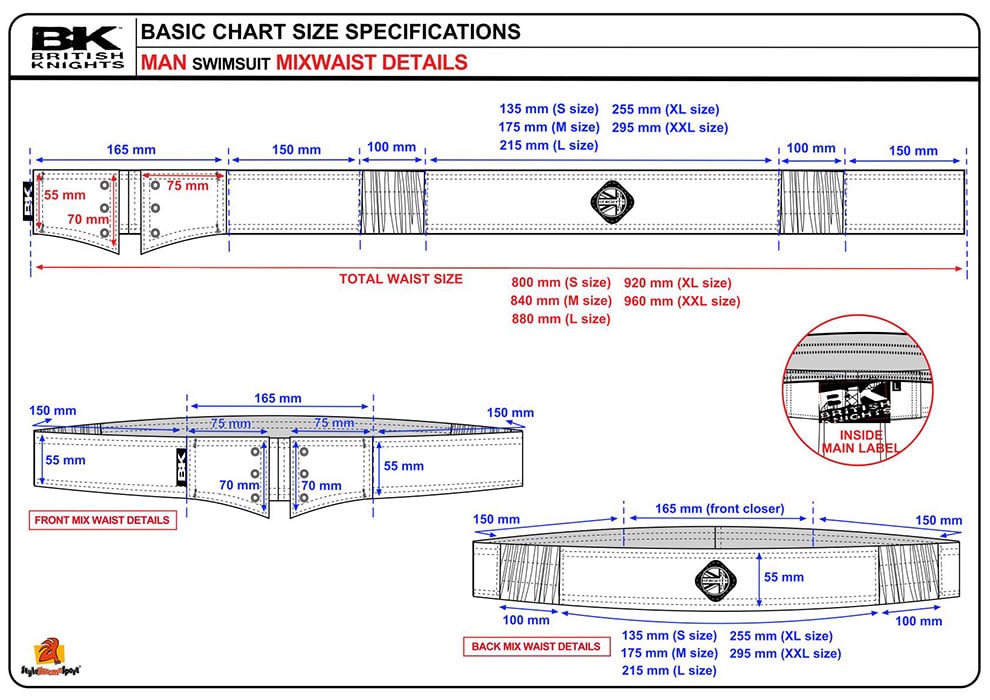 BK
BRITISH
KNIGHTS
BASIC CHART SIZE SPECIFICATIONS
MAN SWIMSUIT MIXWAIST DETAILS
135 mm (S size) 255 mm (XL size)
175 mm (M size) 295 mm (XXL size)
215 mm (L size)
165 mm
150 mm
100 mm
100 mm
150 mm
BK
55 mm
75 mm
70 mm
TOTAL WAIST SIZE
800 mm (S size) 920 mm (XL size)
840 mm (M size) 960 mm (XXL size)
880 mm (L size)
BK
L
BRITISH
KNIGHTS
INSIDE
MAIN LABEL
165 mm
150 mm
150 mm
75 mm
75 mm
55 mm
BK
55 mm
70 mm
70 mm
FRONT MIX WAIST DETAILS
165 mm (front closer)
150 mm
150 mm
55 mm
100 mm
100 mm
BACK MIX WAIST DETAILS
135 mm (S size) 255 mm (XL size)
175 mm (M size) 295 mm (XXL size)
215 mm (L size)